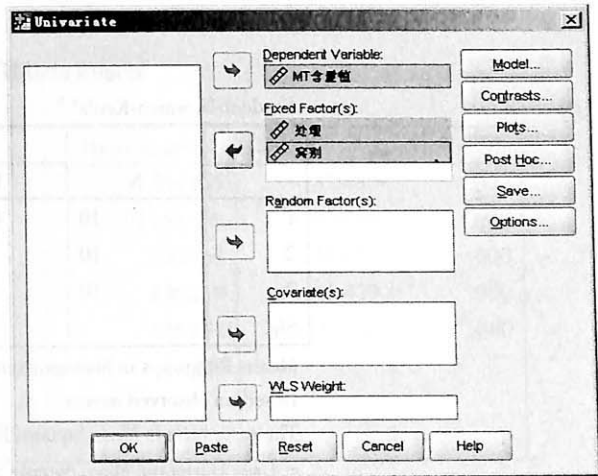 Univariate
Dependent Variable:
MT含量值
Fixed Factor(s):
处理
窝别
Random Factor(s):
Covariate(s):
WLS Weight:
Model...
Contrasts...
Plots...
Post Hoc...
Save...
Options...
OK
Paste
Reset
Cancel
Help